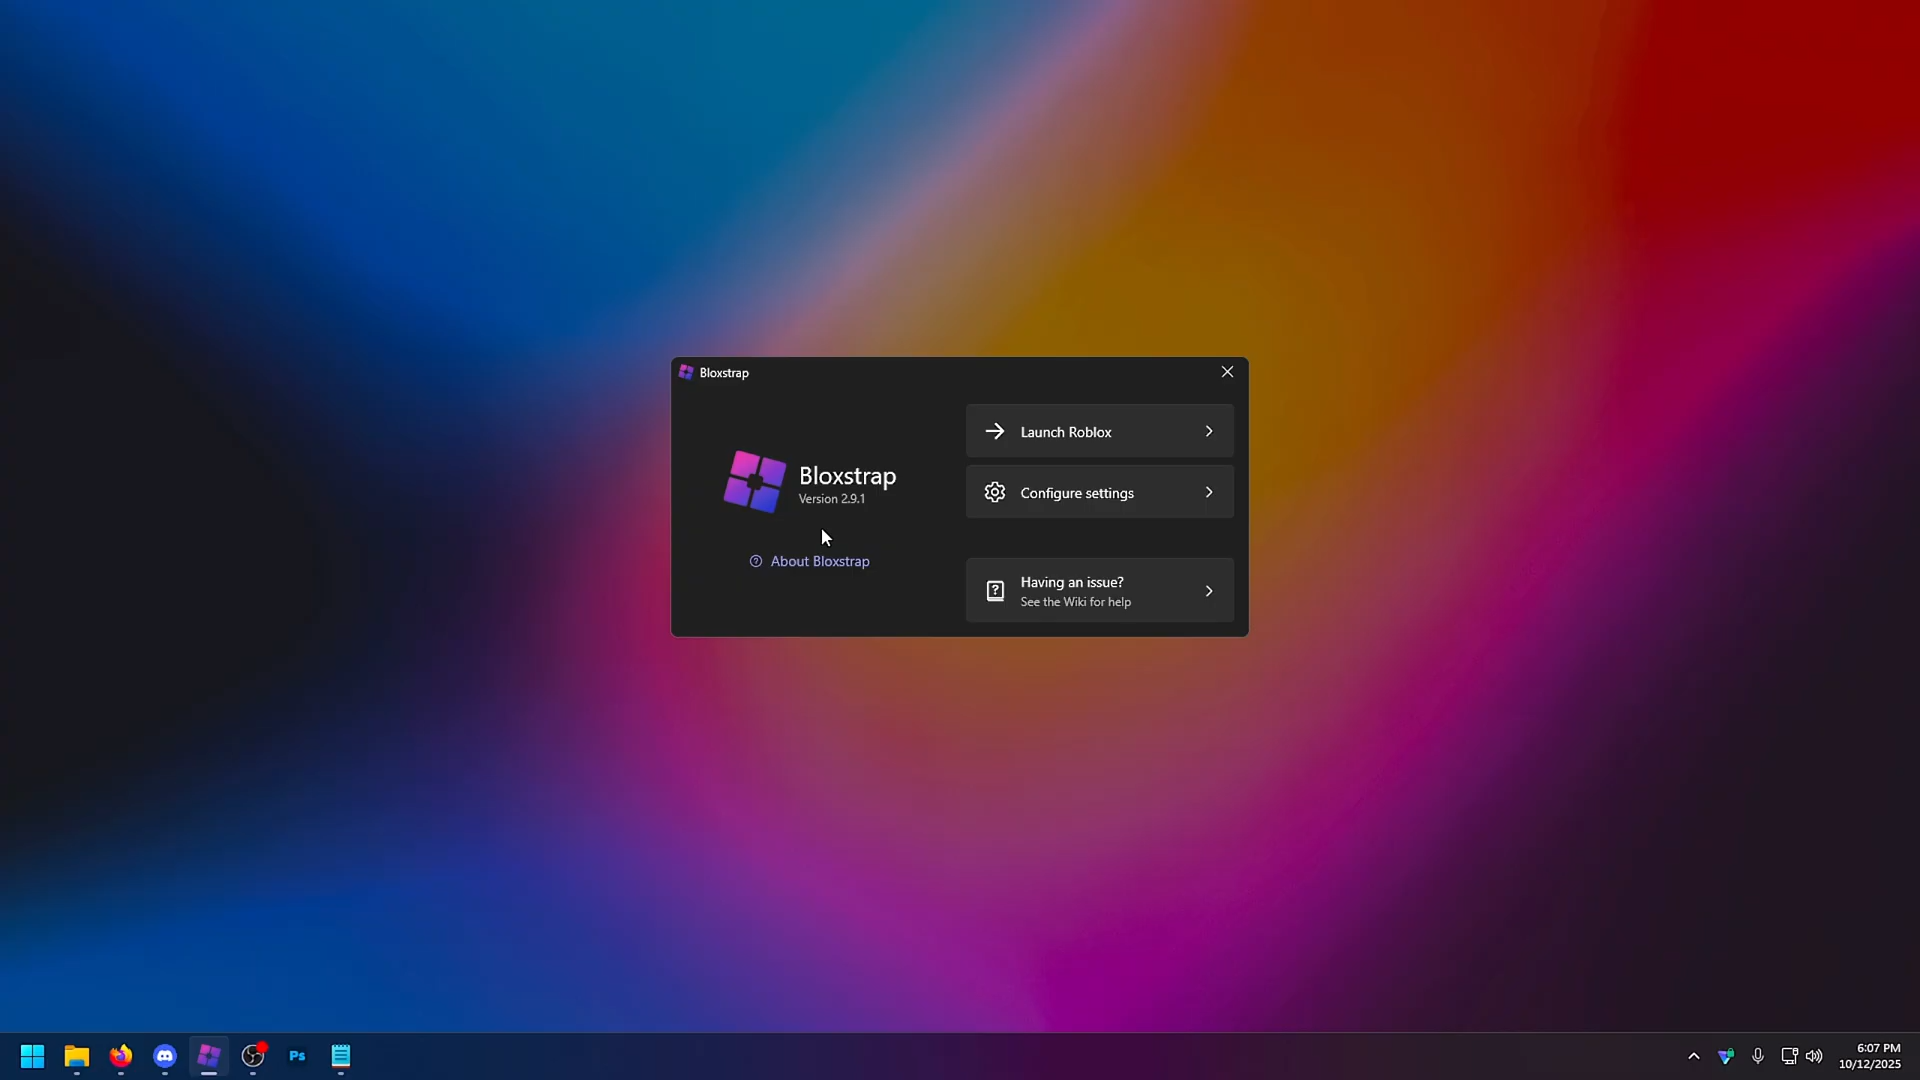 Bloxstrap
Bloxstrap
Version 2.9.1
About Bloxstrap
Launch Roblox
Configure settings
Having an issue?
See the Wiki for help
Ps
6:07 PM
10/12/2025